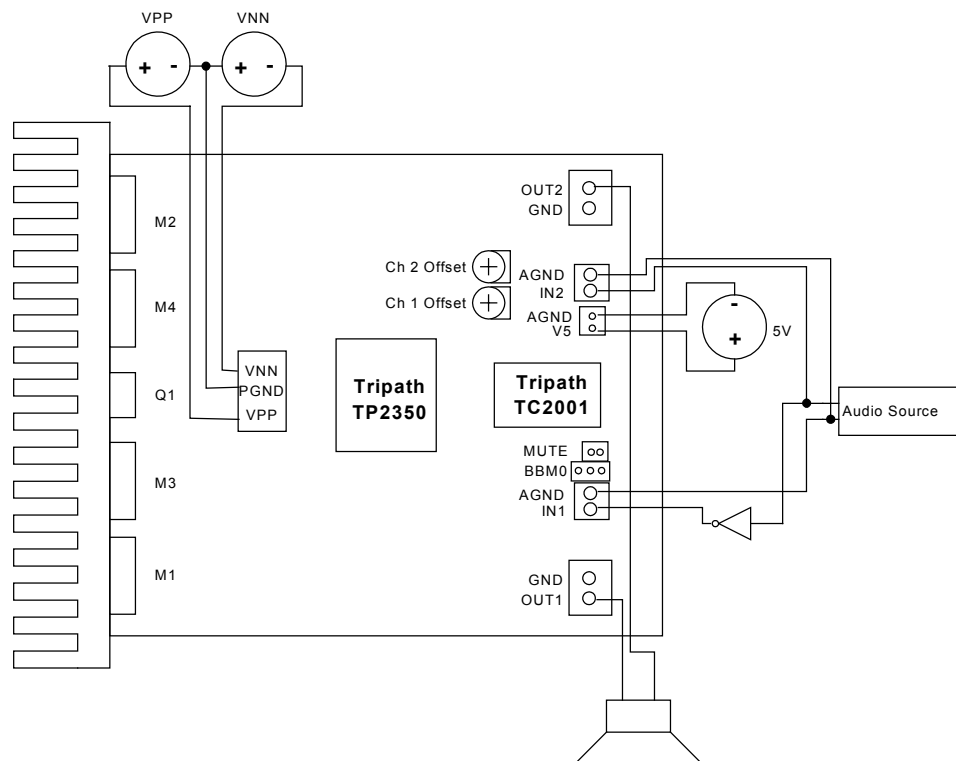 VPP
VNN
+ -
+ -
M2
M4
Q1
M3
M1
VNN
PGND
VPP
Tripath
TP2350
Ch 2 Offset
Ch 1 Offset
OUT2
GND
AGND
IN2
AGND
V5
-
+
5V
Tripath
TC2001
Audio Source
MUTE
BBM0
AGND
IN1
GND
OUT1